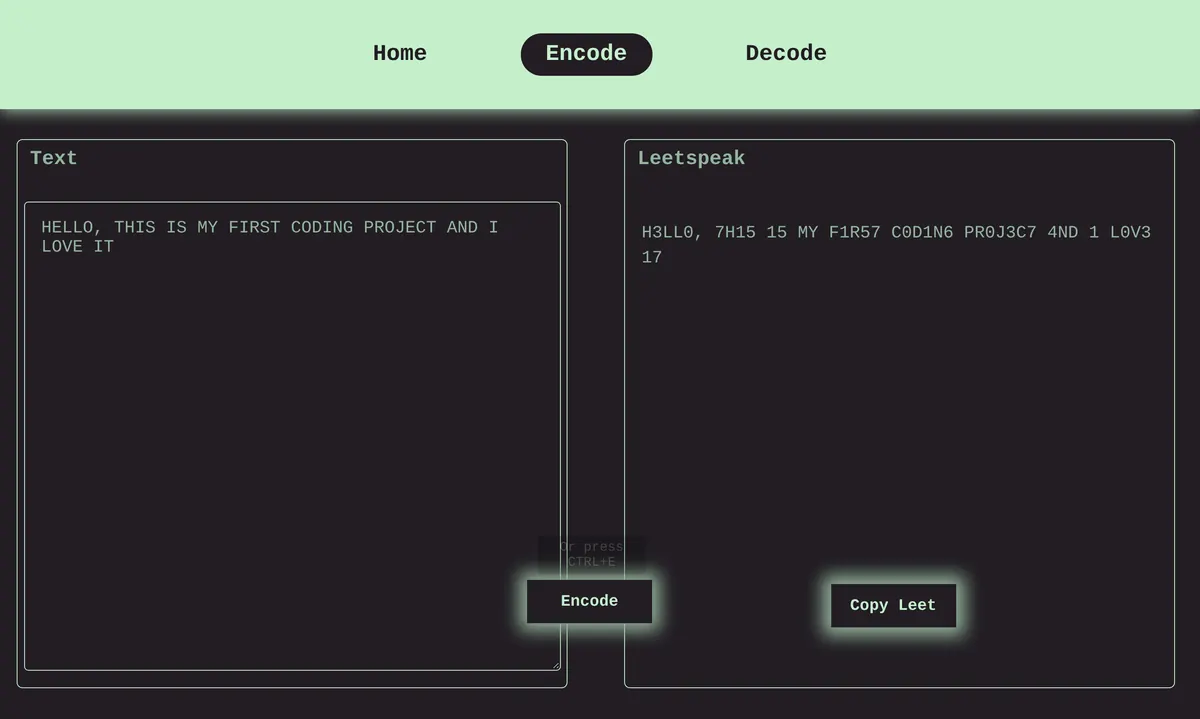 Home
Encode
Decode
Text
HELLO, THIS IS MY FIRST CODING PROJECT AND I
LOVE IT
Leetspeak
H3LL0, 7H15 15 MY F1R57 C0D1N6 PR0J3C7 4ND 1 L0V3
17
Or press
CTRL+E
Encode
Copy Leet